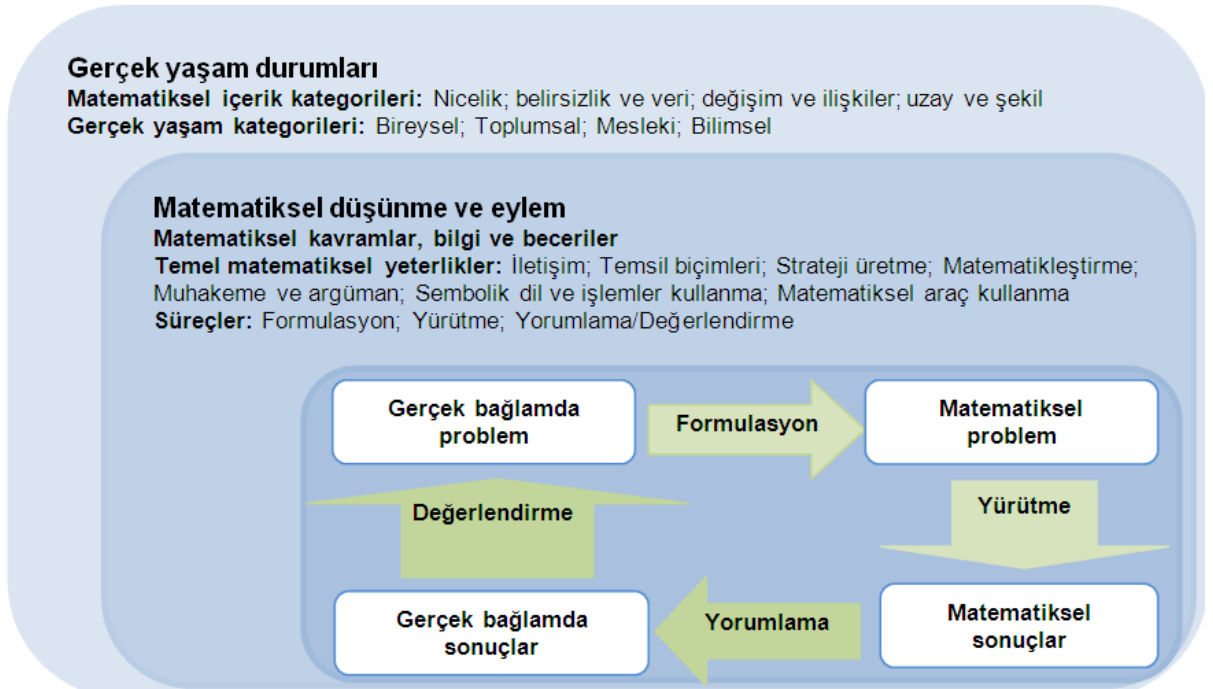 Gerçek yaşam durumları
Matematiksel içerik kategorileri: Nicelik; belirsizlik ve veri; değişim ve ilişkiler; uzay ve şekil
Gerçek yaşam kategorileri: Bireysel; Toplumsal; Mesleki; Bilimsel
Matematiksel düşünme ve eylem
Matematiksel kavramlar, bilgi ve beceriler
Temel matematiksel yeterlikler: İletişim; Temsil biçimleri; Strateji üretme; Matematikleştirme;
Muhakeme ve argüman; Sembolik dil ve işlemler kullanma; Matematiksel araç kullanma
Süreçler: Formulasyon; Yürütme; Yorumlama/Değerlendirme
Gerçek bağlamda
problem
Formulasyon
Matematiksel
problem
Değerlendirme
Yürütme
Gerçek bağlamda
sonuçlar
Yorumlama
Matematiksel
sonuçlar